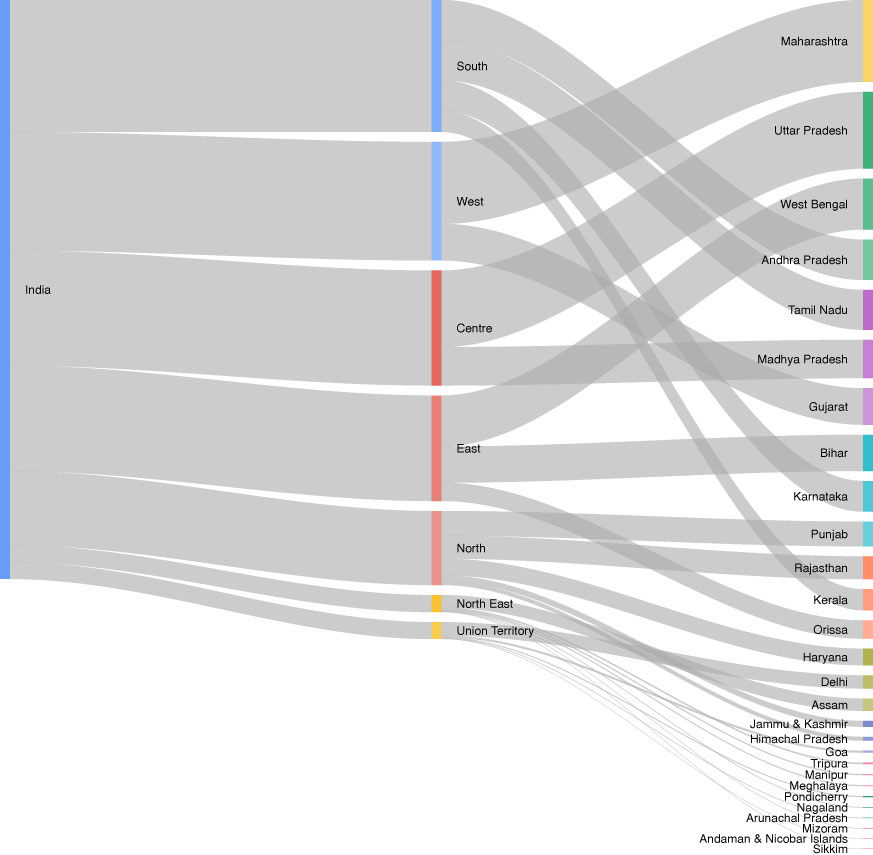 India
South
West
Centre
East
North
North East
Union Territory
Maharashtra
Uttar Pradesh
West Bengal
Andhra Pradesh
Tamil Nadu
Madhya Pradesh
Gujarat
Bihar
Karnataka
Punjab
Rajasthan
Kerala
Orissa
Haryana
Delhi
Assam
Jammu & Kashmir
Himachal Pradesh
Goa
Tripura
Manipur
Meghalaya
Pondicherry
Nagaland
Arunachal Pradesh
Mizoram
Andaman & Nicobar Islands
Sikkim